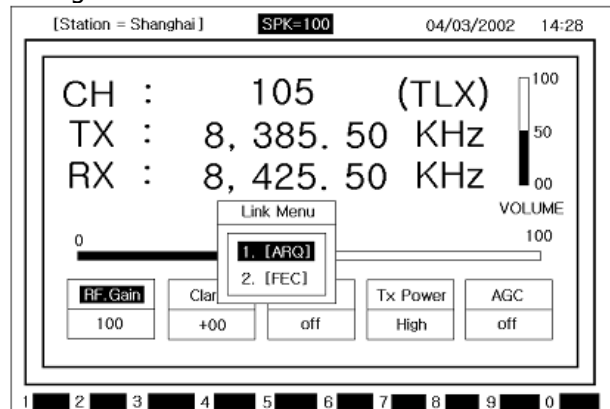 [Station = Shanghai] SPK=100 04/03/2002 14:28
CH : 105 (TLX) 100
TX : 8, 385. 50 KHz 50
RX : 8, 425. 50 KHz 00
VOLUME
Link Menu
0 100
1. [ARQ]
2. [FEC]
RF.Gain Clar Tx Power AGC
100 +00 off High off
1 2 3 4 5 6 7 8 9 0